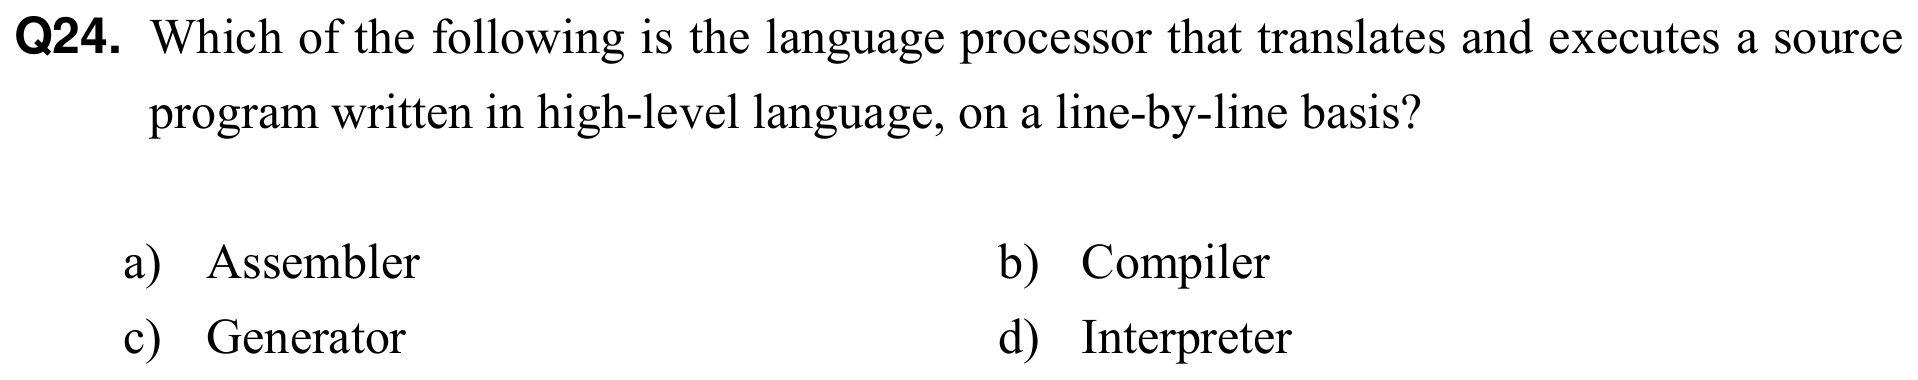 Q24. Which of the following is the language processor that translates and executes a source
program written in high-level language, on a line-by-line basis?
a) Assembler b) Compiler
c) Generator d) Interpreter